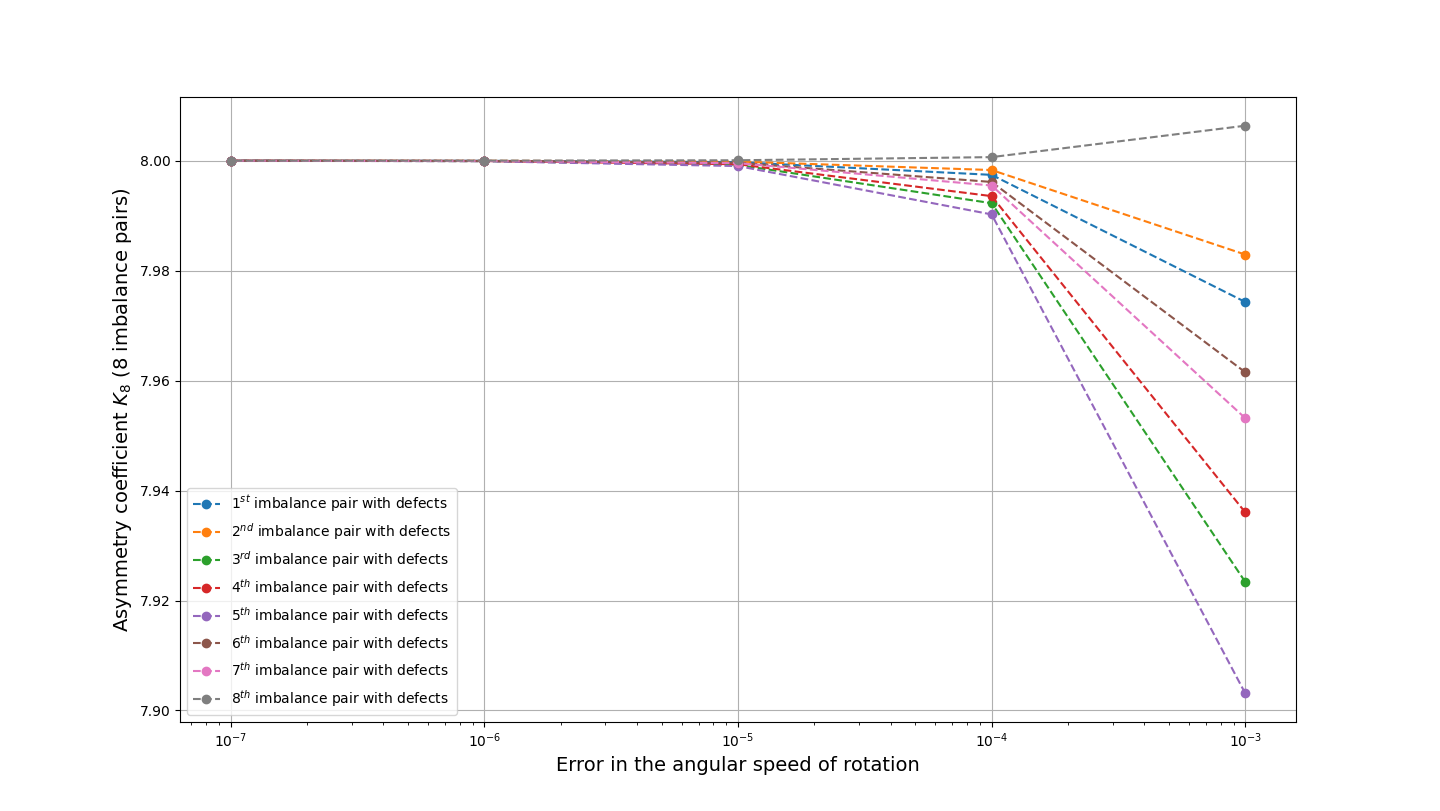 Asymmetry coefficient K₈ (8 imbalance pairs)
8.00
7.98
7.96
7.94
7.92
7.90
1ˢᵗ imbalance pair with defects
2ⁿᵈ imbalance pair with defects
3ʳᵈ imbalance pair with defects
4ᵗʰ imbalance pair with defects
5ᵗʰ imbalance pair with defects
6ᵗʰ imbalance pair with defects
7ᵗʰ imbalance pair with defects
8ᵗʰ imbalance pair with defects
10⁻⁷ 10⁻⁶ 10⁻⁵ 10⁻⁴ 10⁻³
Error in the angular speed of rotation